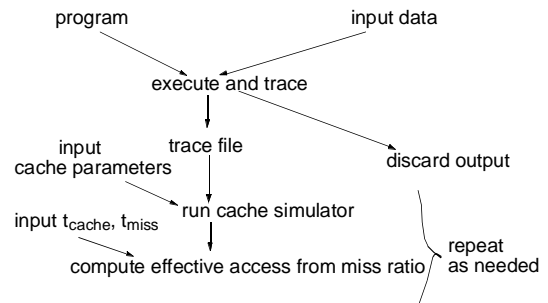 program
input data
execute and trace
input
cache parameters
trace file
discard output
run cache simulator
input tcache, tmiss
compute effective access from miss ratio
repeat
as needed